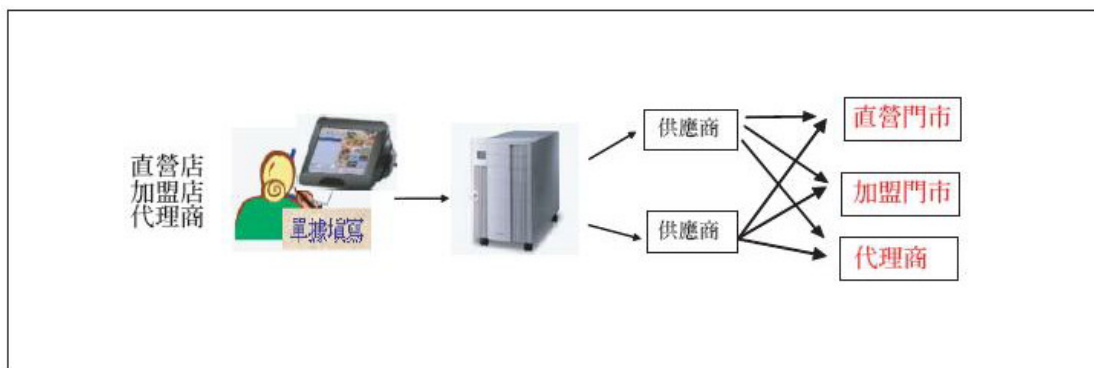 直營店
加盟店
代理商
單據填寫
供應商
供應商
直營門市
加盟門市
代理商